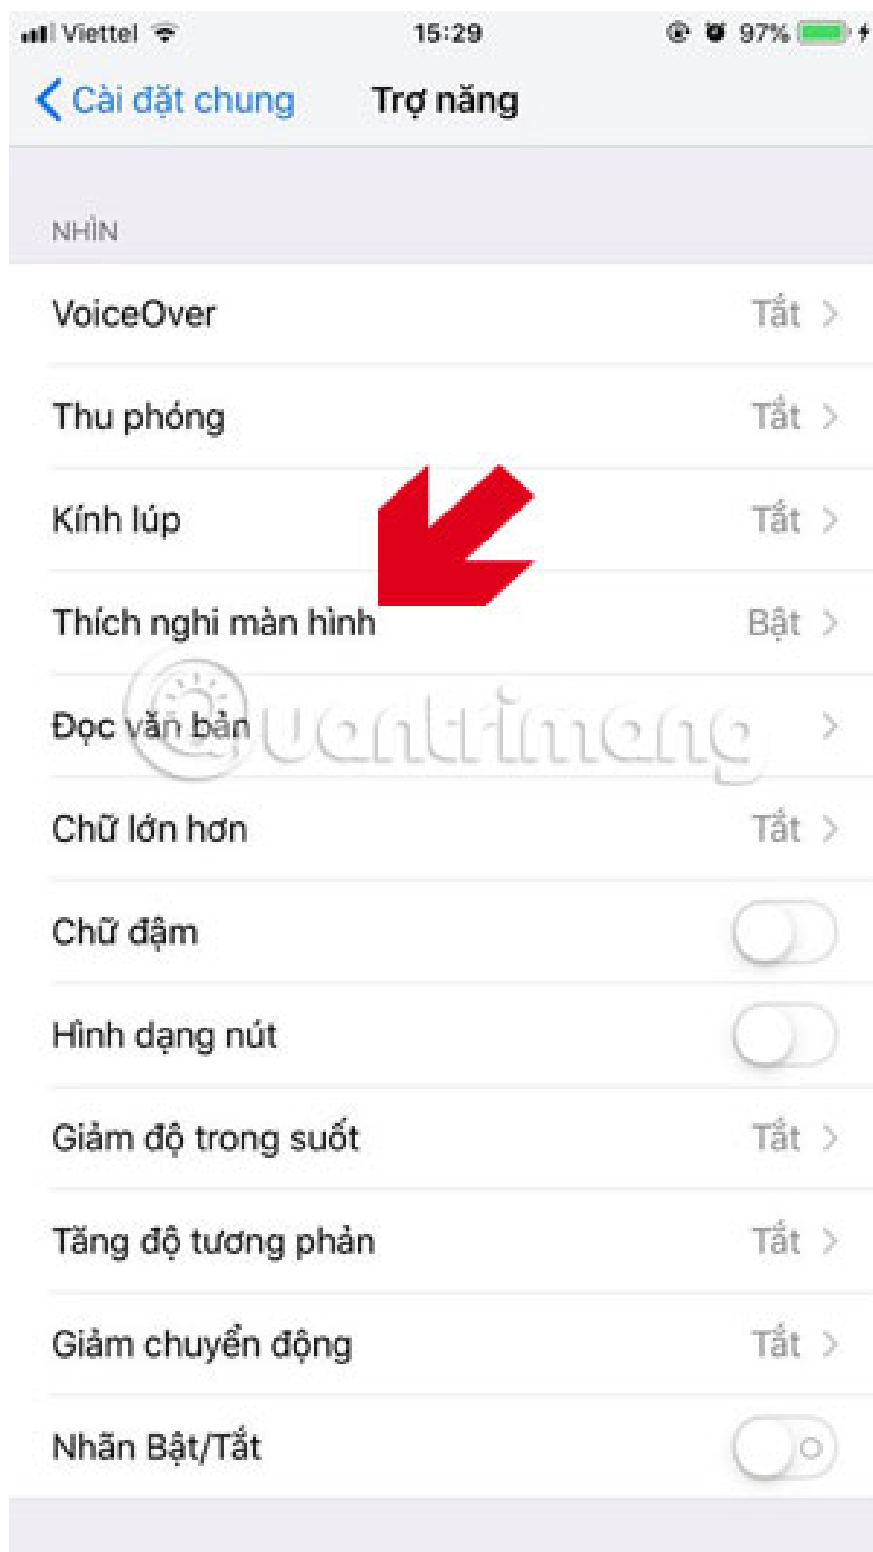 Viettel 15:29 97%
Cài đặt chung Trợ năng
NHÌN
VoiceOver Tắt
Thu phóng Tắt
Kính lúp Tắt
Thích nghi màn hình Bật
Đọc văn bản
uantrimang
Chữ lớn hơn Tắt
Chữ đậm
Hình dạng nút
Giảm độ trong suốt Tắt
Tăng độ tương phản Tắt
Giảm chuyển động Tắt
Nhãn Bật/Tắt